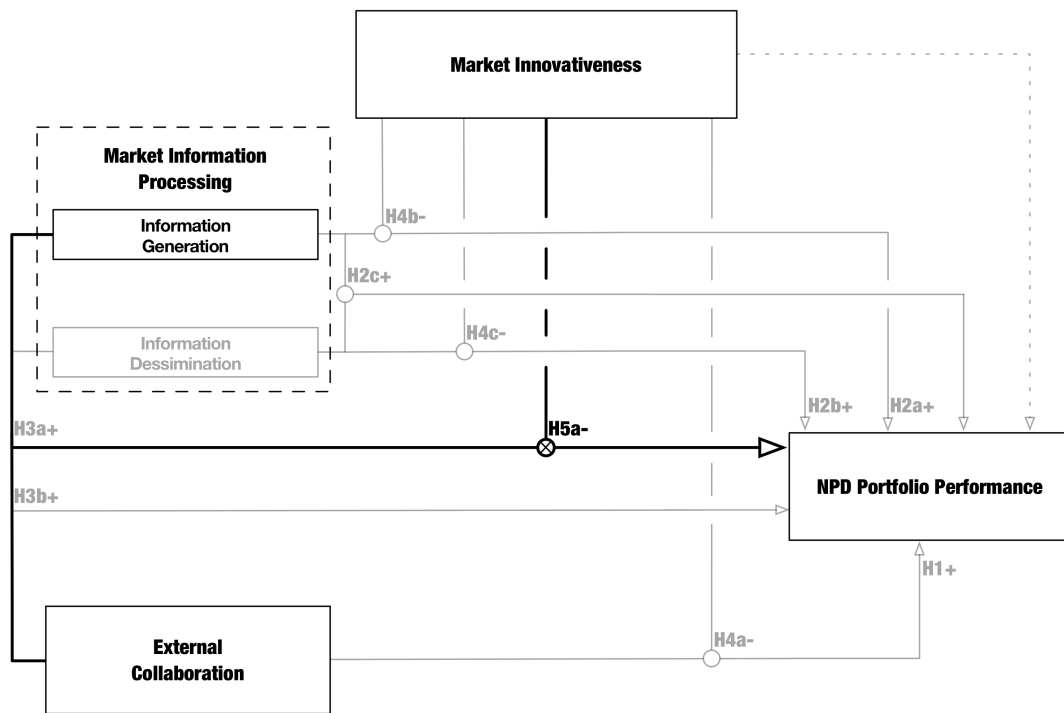 Market Innovativeness
Market Information
Processing
Information
Generation
H4b-
H2c+
H4c-
Information
Dessimination
H2b+
H2a+
H3a+
H5a-
NPD Portfolio Performance
H3b+
H1+
External
Collaboration
H4a-